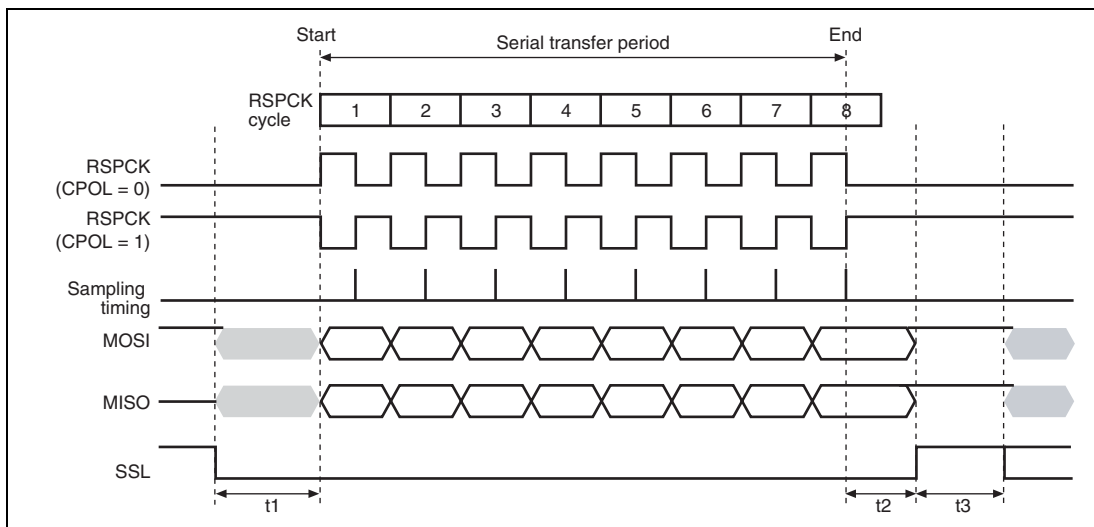 Start
End
Serial transfer period
RSPCK
cycle
1 2 3 4 5 6 7 8
RSPCK
(CPOL = 0)
RSPCK
(CPOL = 1)
Sampling
timing
MOSI
MISO
SSL
t1
t2
t3